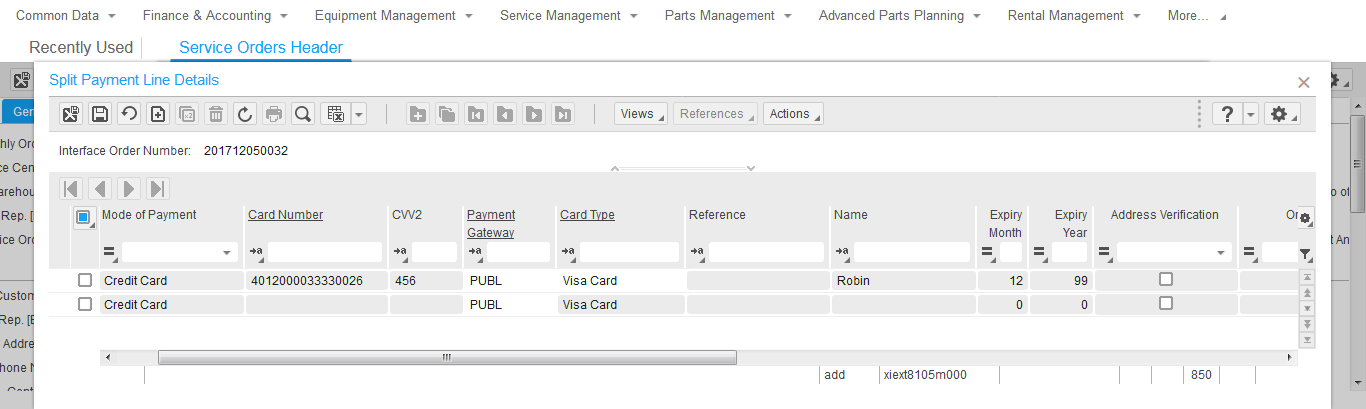 Common Data Finance & Accounting Equipment Management Service Management Parts Management Advanced Parts Planning Rental Management More...
Recently Used Service Orders Header
Split Payment Line Details
Views References Actions
Interface Order Number: 201712050032
Mode of Payment Card Number CVV2 Payment Gateway Card Type Reference Name Expiry Month Expiry Year Address Verification Or
Credit Card 4012000033330026 456 PUBL Visa Card Robin 12 99
Credit Card PUBL Visa Card 0 0
add xiext8105m000 850
Ger
hly Ord
ce Cen
arehou
Rep. [
ice Ord
Custom
Rep. [E
Addre
hone N
o of
t An